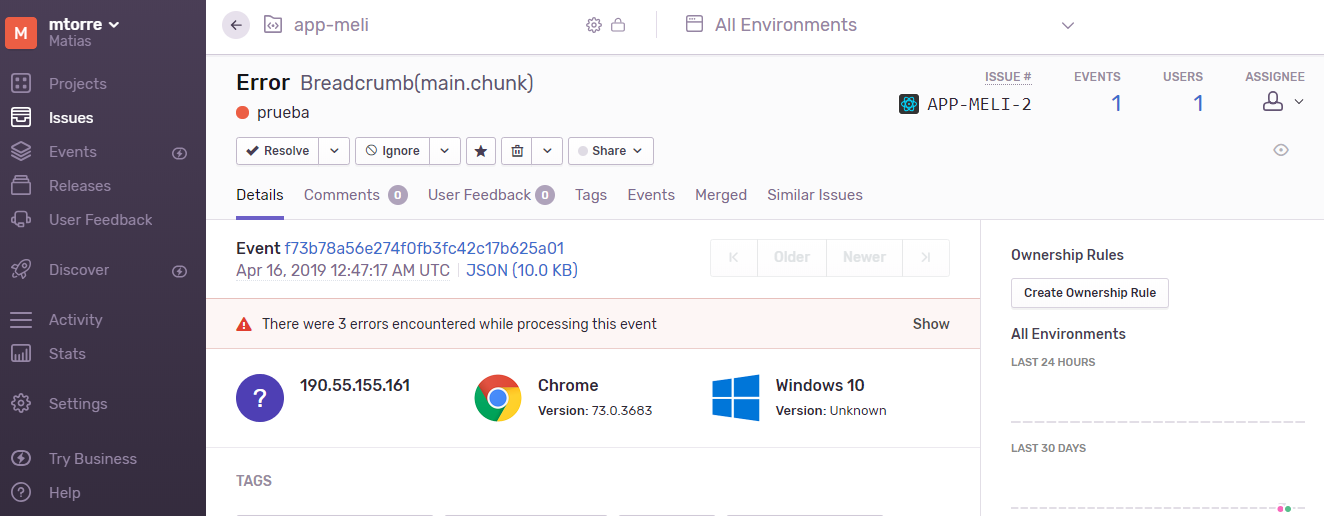 M
mtorre
Matias
Projects
Issues
Events
Releases
User Feedback
Discover
Activity
Stats
Settings
Try Business
Help
app-meli
All Environments
Error Breadcrumb(main.chunk)
prueba
ISSUE # EVENTS USERS ASSIGNEE
APP-MELI-2 1 1
Resolve Ignore Share
Details Comments 0 User Feedback 0 Tags Events Merged Similar Issues
Event f73b78a56e274f0fb3fc42c17b625a01
Apr 16, 2019 12:47:17 AM UTC JSON (10.0 KB)
Older Newer
There were 3 errors encountered while processing this event Show
? 190.55.155.161
Chrome
Version: 73.0.3683
Windows 10
Version: Unknown
TAGS
Ownership Rules
Create Ownership Rule
All Environments
LAST 24 HOURS
LAST 30 DAYS